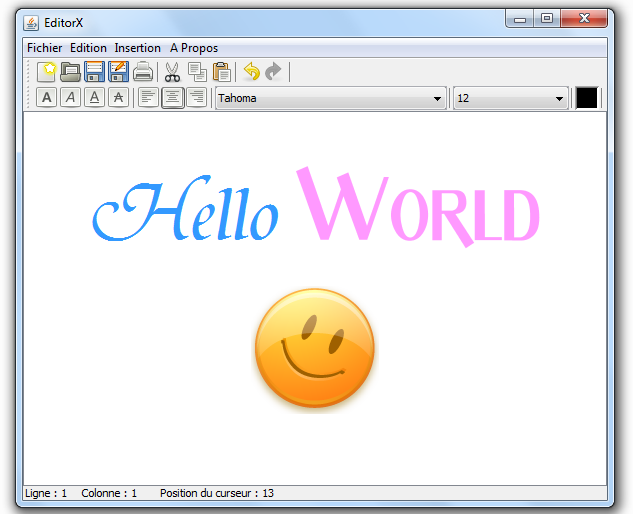 EditorX
Fichier Edition Insertion A Propos
A A A A Tahoma 12
Hello WORLD
Ligne : 1 Colonne : 1 Position du curseur : 13